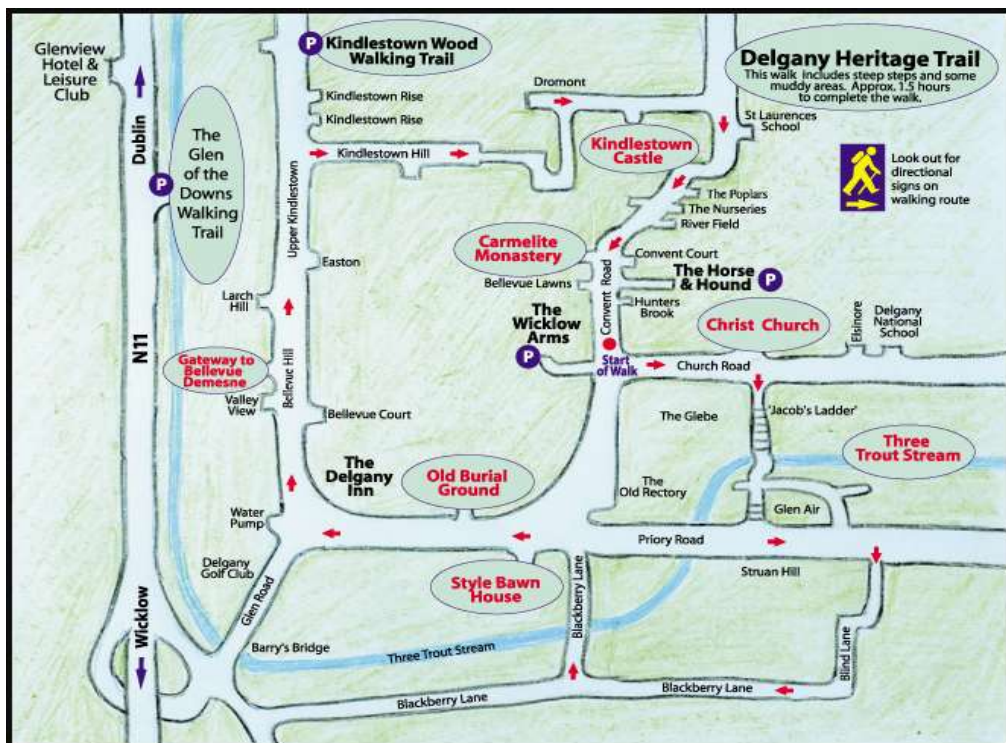 Glenview
Hotel &
Leisure
Club
Dublin
The
Glen
of the
Downs
Walking
Trail
P
N11
Wicklow
P
Kindlestown Wood
Walking Trail
Kindlestown Rise
Kindlestown Rise
Kindlestown Hill
Upper Kindlestown
Easton
Larch
Hill
Gateway to
Bellevue
Demesne
Bellevue Hill
Valley
View
Bellevue Court
The
Delgany
Inn
Water
Pump
Delgany
Golf Club
Glen Road
Barry's Bridge
Dromont
Delgany Heritage Trail
This walk includes steep steps and some
muddy areas. Approx. 1.5 hours
to complete the walk.
St Laurences
School
Kindlestown
Castle
Look out for
directional
signs on
walking route
The Poplars
The Nurseries
River Field
Carmelite
Monastery
Convent Court
Bellevue Lawns
Convent Road
The Horse
& Hound
P
Hunters
Brook
The
Wicklow
Arms
P
Start
of Walk
Christ Church
Church Road
Elsinore
Delgany
National
School
The Glebe
'Jacob's Ladder'
Three
Trout Stream
Old Burial
Ground
The
Old Rectory
Glen Air
Priory Road
Struan Hill
Style Bawn
House
Blackberry Lane
Blind Lane
Three Trout Stream
Blackberry Lane
Blackberry Lane